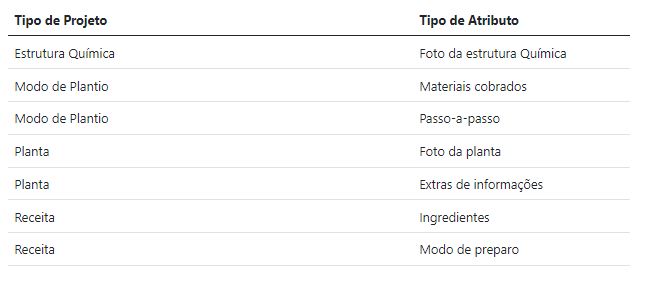 Tipo de Projeto Tipo de Atributo
Estrutura Química Foto da estrutura Química
Modo de Plantio Materiais cobrados
Modo de Plantio Passo-a-passo
Planta Foto da planta
Planta Extras de informações
Receita Ingredientes
Receita Modo de preparo